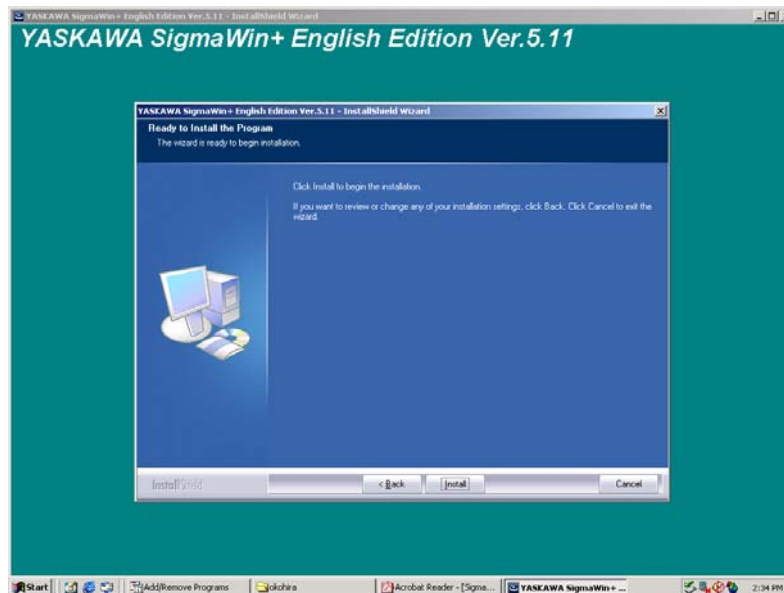 YASKAWA SigmaWin+ English Edition Ver.5.11 - InstallShield Wizard
YASKAWA SigmaWin+ English Edition Ver.5.11
YASKAWA SigmaWin+ English Edition Ver.5.11 - InstallShield Wizard
Ready to Install the Program
The wizard is ready to begin installation.
Click Install to begin the installation.
If you want to review or change any of your installation settings, click Back. Click Cancel to exit the
wizard.
InstallShield
< Back
Install
Cancel
Start
Add/Remove Programs
okohira
Acrobat Reader - [Sigma...
YASKAWA SigmaWin+ ...
2:34 PM